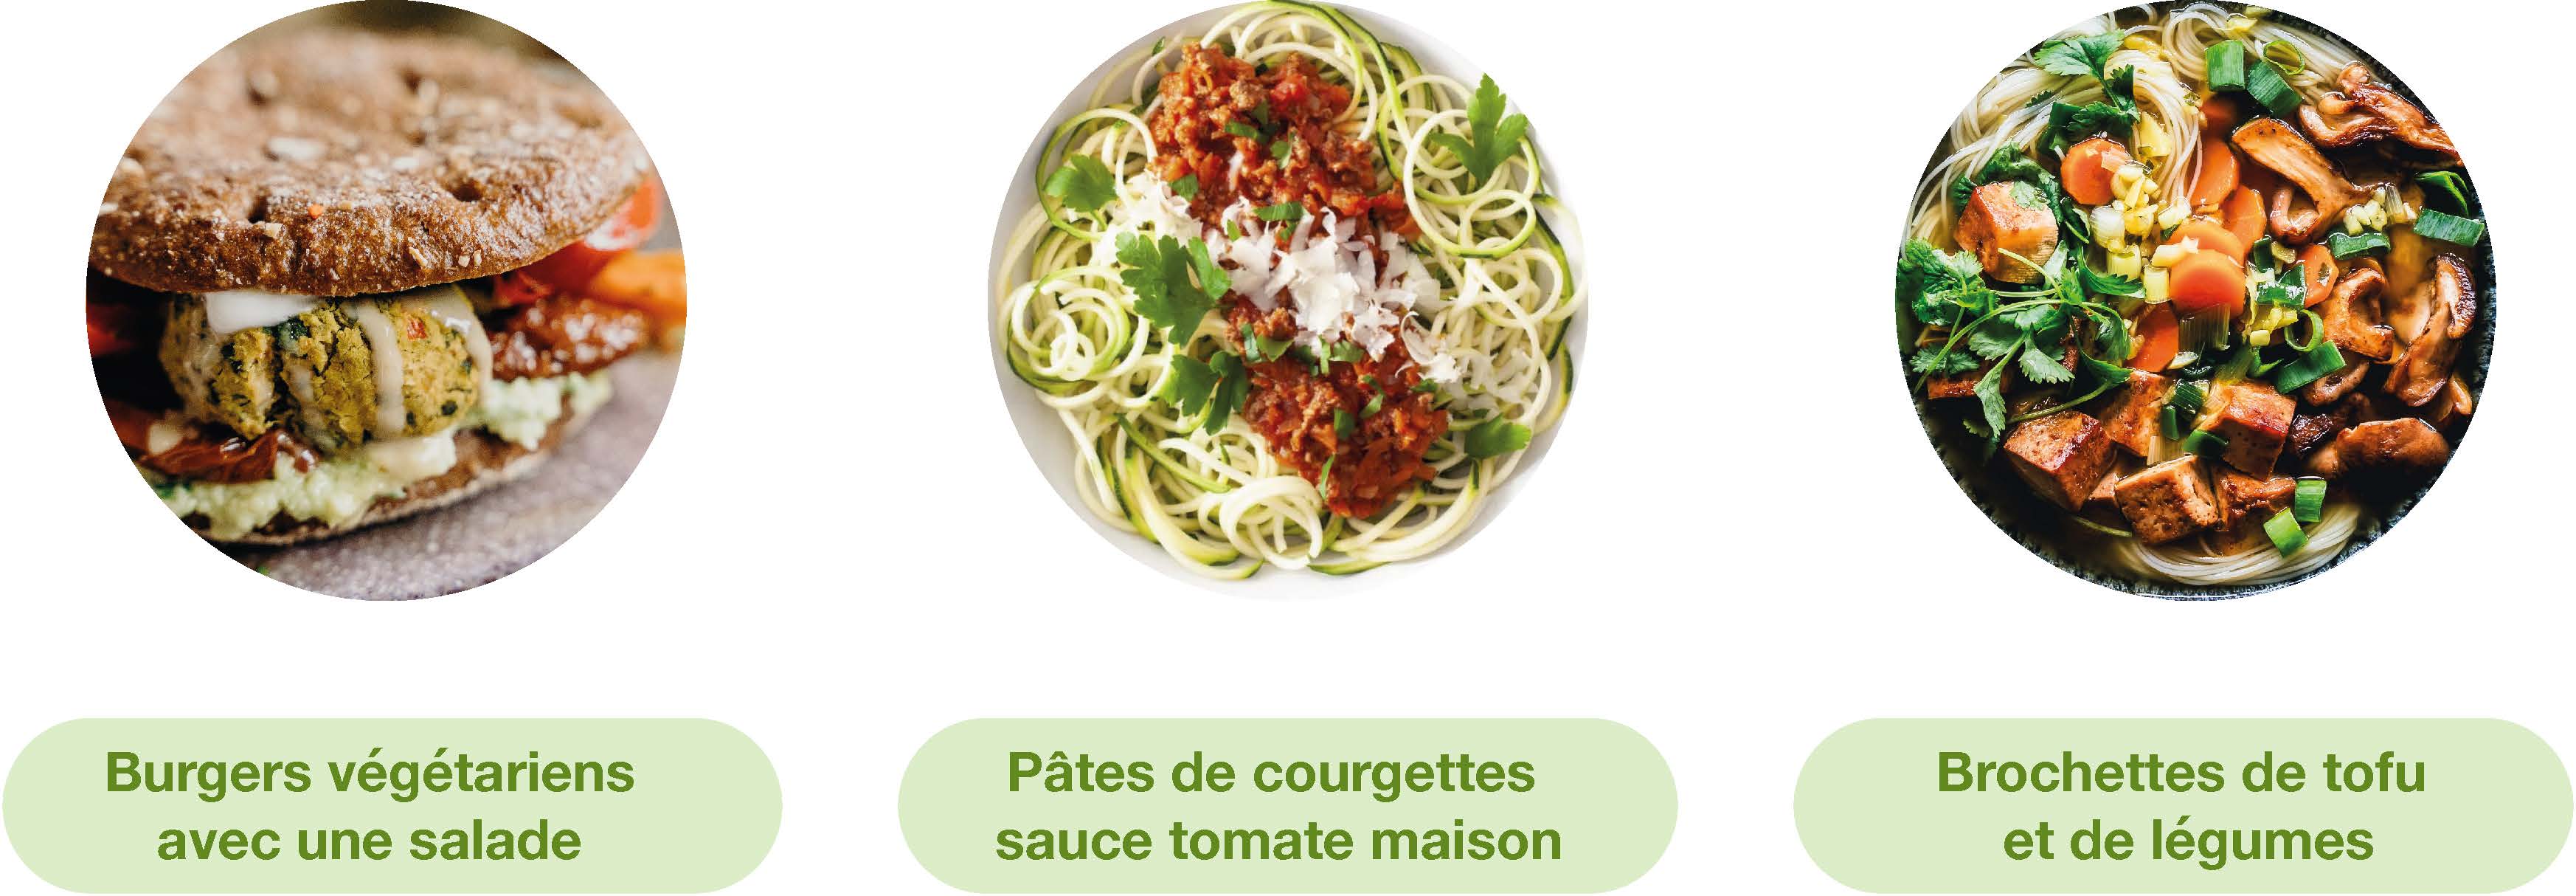 Burgers végétariens
avec une salade
Pâtes de courgettes
sauce tomate maison
Brochettes de tofu
et de légumes